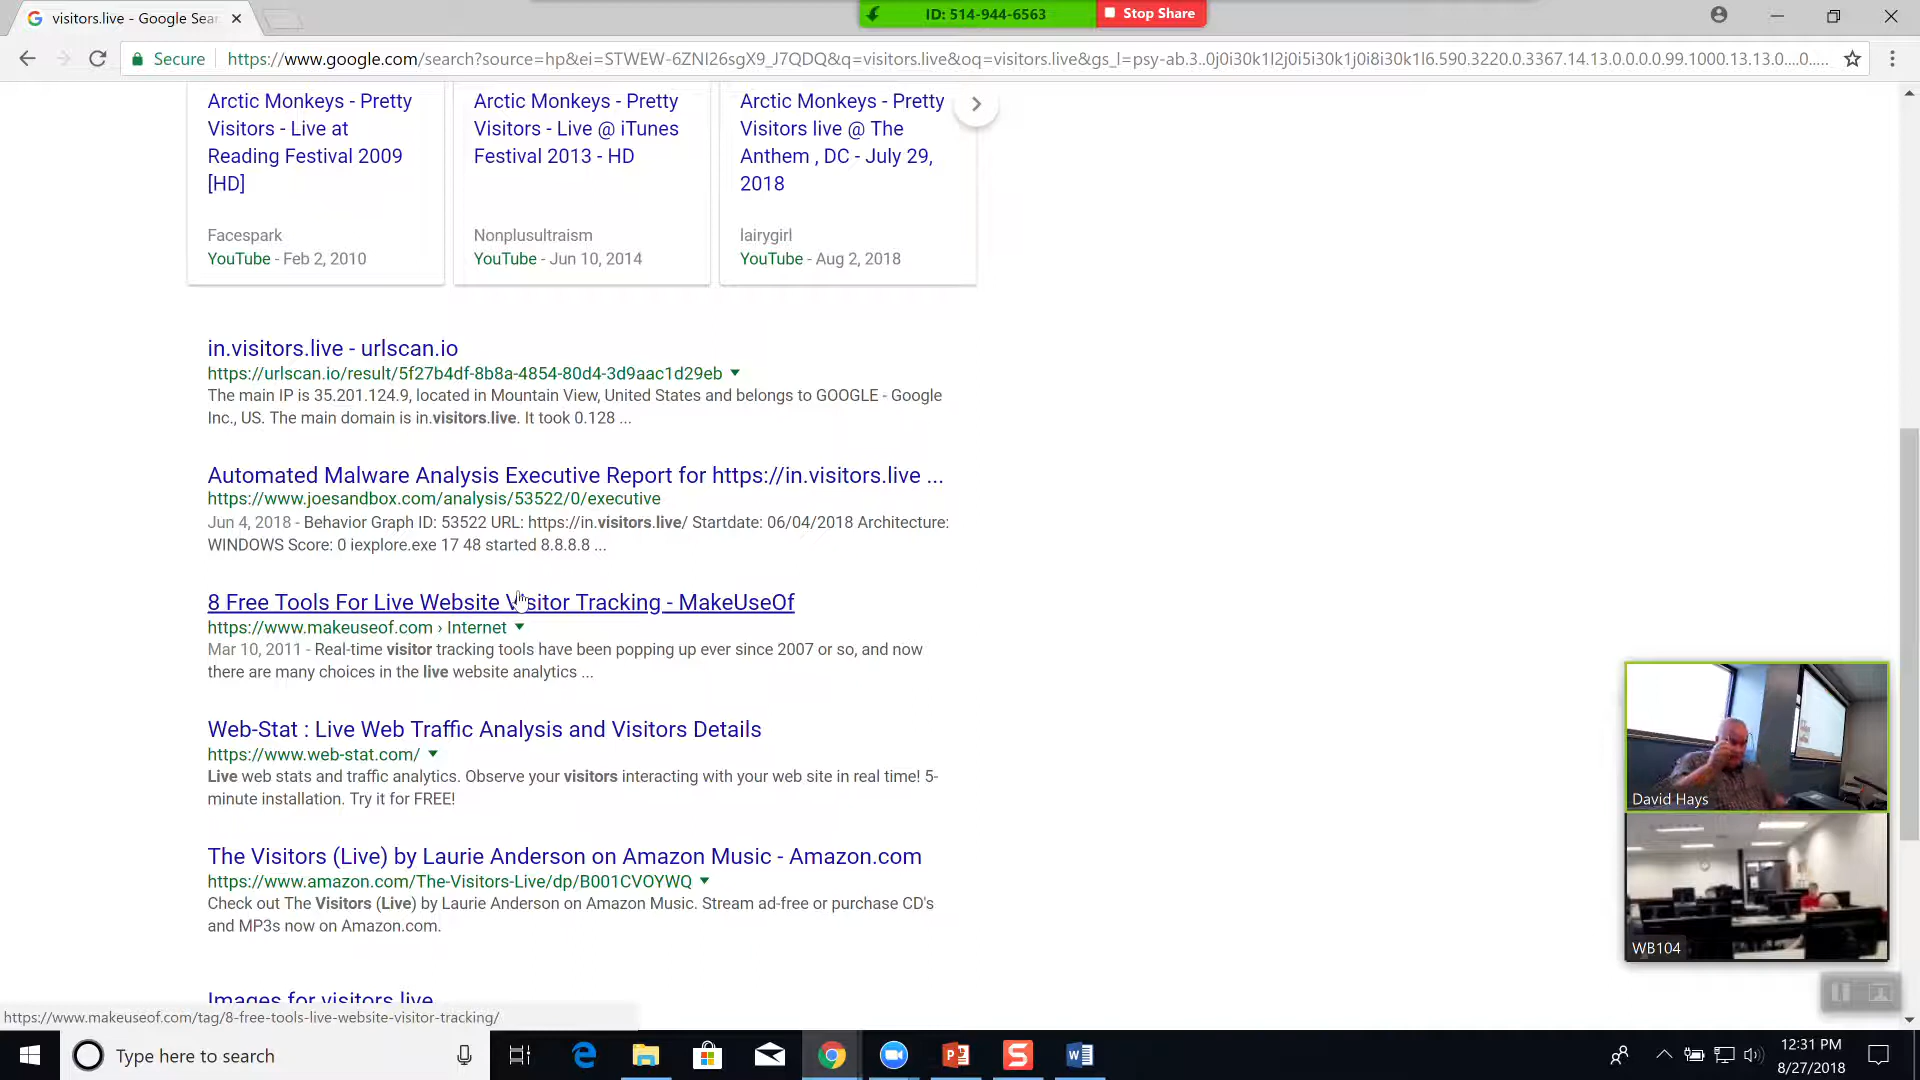 visitors.live - Google Sear
ID: 514-944-6563
Stop Share
Secure
https://www.google.com/search?source=hp&ei=STWEW-6ZNI26sgX9_J7QDQ&q=visitors.live&oq=visitors.live&gs_l=psy-ab.3..0j0i30k1l2j0i5i30k1j0i8i30k1l6.590.3220.0.3367.14.13.0.0.0.0.99.1000.13.13.0....0.....
Arctic Monkeys - Pretty
Visitors - Live at
Reading Festival 2009
[HD]
Facespark
YouTube - Feb 2, 2010
Arctic Monkeys - Pretty
Visitors - Live @ iTunes
Festival 2013 - HD
Nonplusultraism
YouTube - Jun 10, 2014
Arctic Monkeys - Pretty
Visitors live @ The
Anthem , DC - July 29,
2018
lairygirl
YouTube - Aug 2, 2018
in.visitors.live - urlscan.io
https://urlscan.io/result/5f27b4df-8b8a-4854-80d4-3d9aac1d29eb
The main IP is 35.201.124.9, located in Mountain View, United States and belongs to GOOGLE - Google
Inc., US. The main domain is in.visitors.live. It took 0.128 ...
Automated Malware Analysis Executive Report for https://in.visitors.live ...
https://www.joesandbox.com/analysis/53522/0/executive
Jun 4, 2018 - Behavior Graph ID: 53522 URL: https://in.visitors.live/ Startdate: 06/04/2018 Architecture:
WINDOWS Score: 0 iexplore.exe 17 48 started 8.8.8.8 ...
8 Free Tools For Live Website Visitor Tracking - MakeUseOf
https://www.makeuseof.com › Internet
Mar 10, 2011 - Real-time visitor tracking tools have been popping up ever since 2007 or so, and now
there are many choices in the live website analytics ...
Web-Stat : Live Web Traffic Analysis and Visitors Details
https://www.web-stat.com/
Live web stats and traffic analytics. Observe your visitors interacting with your web site in real time! 5-
minute installation. Try it for FREE!
The Visitors (Live) by Laurie Anderson on Amazon Music - Amazon.com
https://www.amazon.com/The-Visitors-Live/dp/B001CVOYWQ
Check out The Visitors (Live) by Laurie Anderson on Amazon Music. Stream ad-free or purchase CD's
and MP3s now on Amazon.com.
Images for visitors.live
https://www.makeuseof.com/tag/8-free-tools-live-website-visitor-tracking/
David Hays
WB104
Type here to search
12:31 PM
8/27/2018